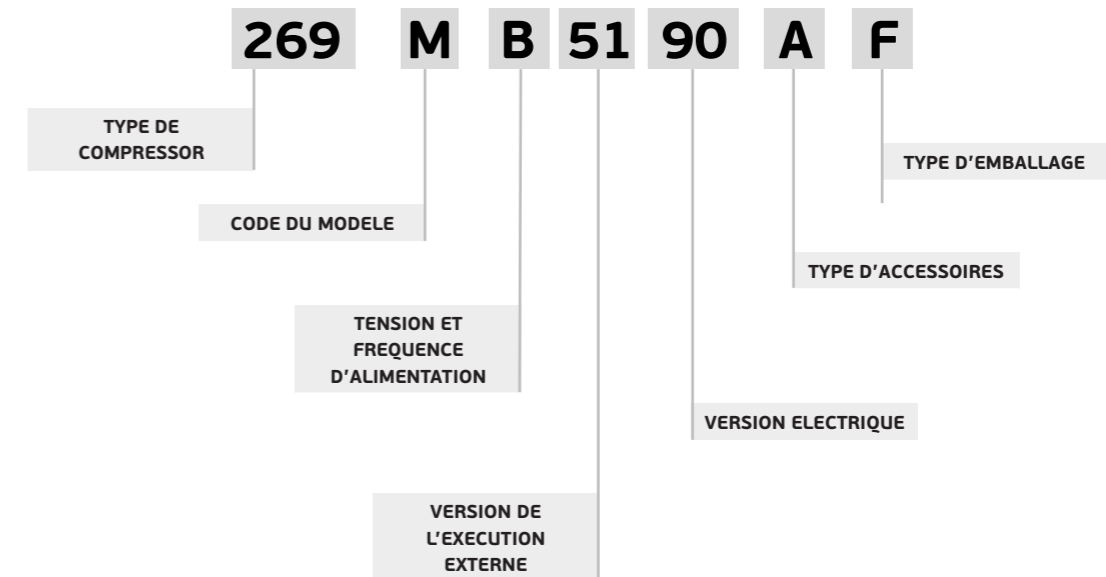 269 M B 51 90 A F
TYPE DE
COMPRESSOR
TYPE D'EMBALLAGE
CODE DU MODELE
TYPE D'ACCESSOIRES
TENSION ET
FREQUENCE
D'ALIMENTATION
VERSION ELECTRIQUE
VERSION DE
L'EXECUTION
EXTERNE